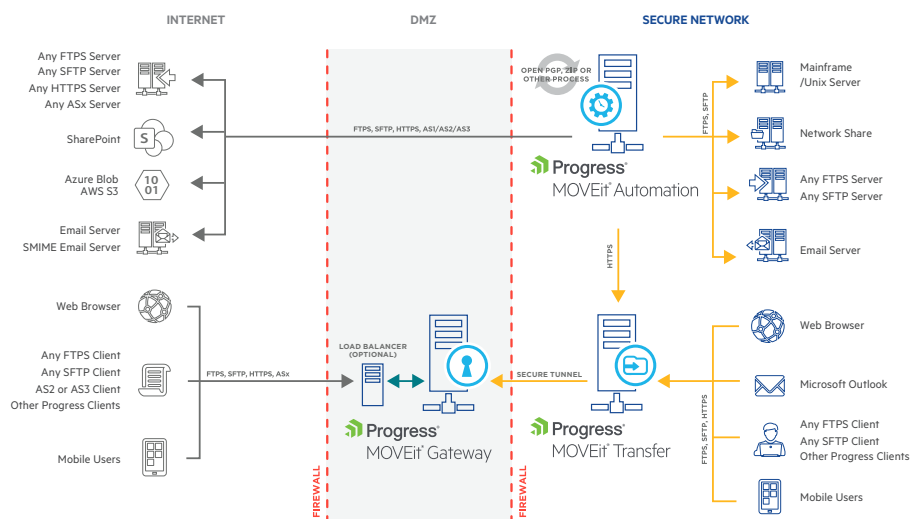 INTERNET
DMZ
SECURE NETWORK
Any FTPS Server
Any SFTP Server
Any HTTPS Server
Any ASx Server
SharePoint
S
Azure Blob
AWS S3
10
01
Email Server
SMIME Email Server
FTPS, SFTP, HTTPS, AS1/AS2/AS3
OPEN PGP, ZIP OR
OTHER PROCESS
Progress®
MOVEit® Automation
FTPS, SFTP
Mainframe
/Unix Server
Network Share
Any FTPS Server
Any SFTP Server
Email Server
HTTPS
Web Browser
Any FTPS Client
Any SFTP Client
AS2 or AS3 Client
Other Progress Clients
Mobile Users
FTPS, SFTP, HTTPS, ASx
LOAD BALANCER
(OPTIONAL)
Progress®
MOVEit® Gateway
SECURE TUNNEL
Progress®
MOVEit® Transfer
FTPS, SFTP, HTTPS
Web Browser
Microsoft Outlook
Any FTPS Client
Any SFTP Client
Other Progress Clients
Mobile Users
FIREWALL
FIREWALL